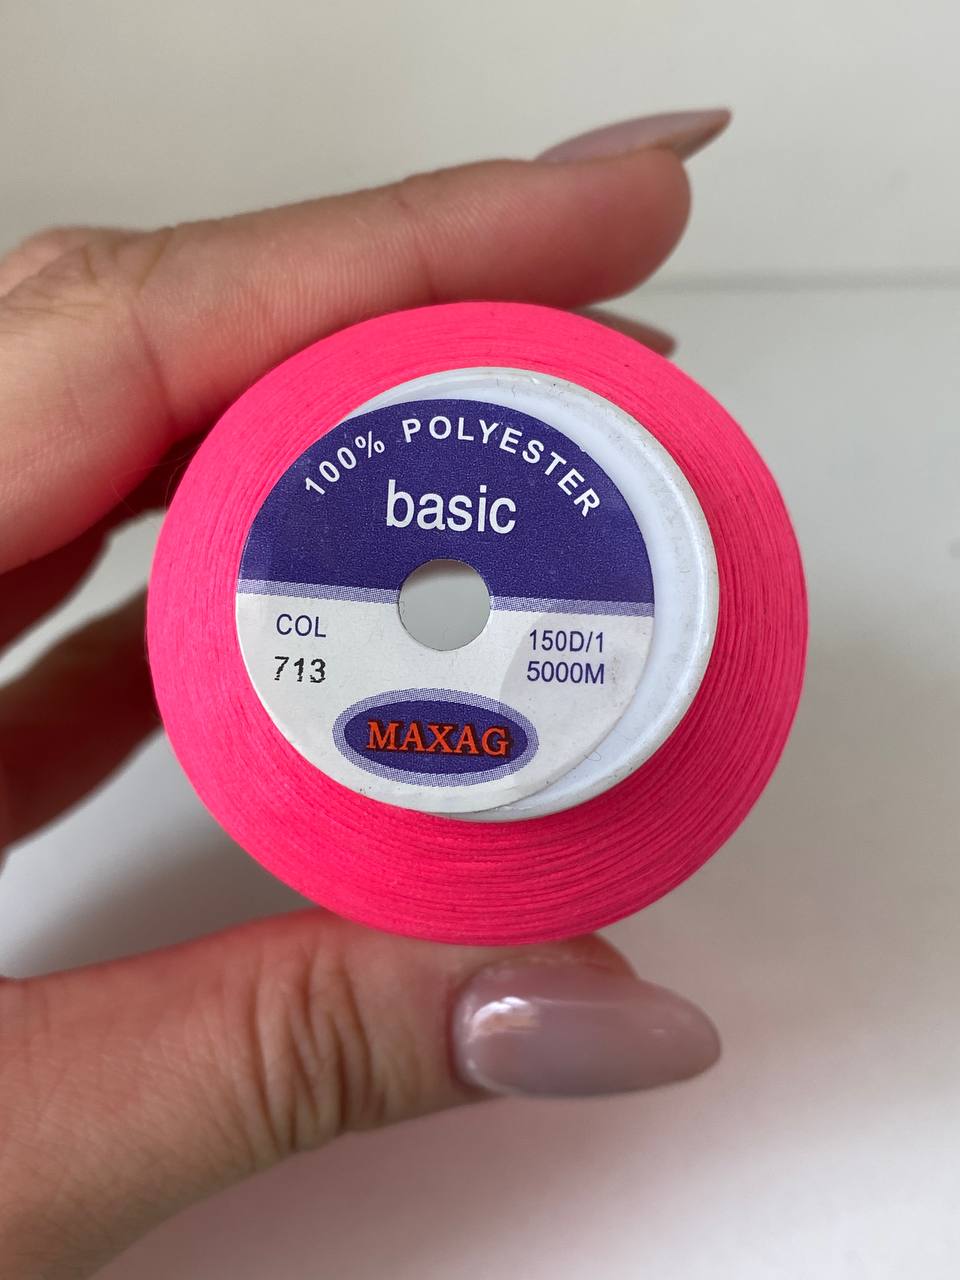 100% POLYESTER
basic
COL
713
150D/1
5000M
MAXAG